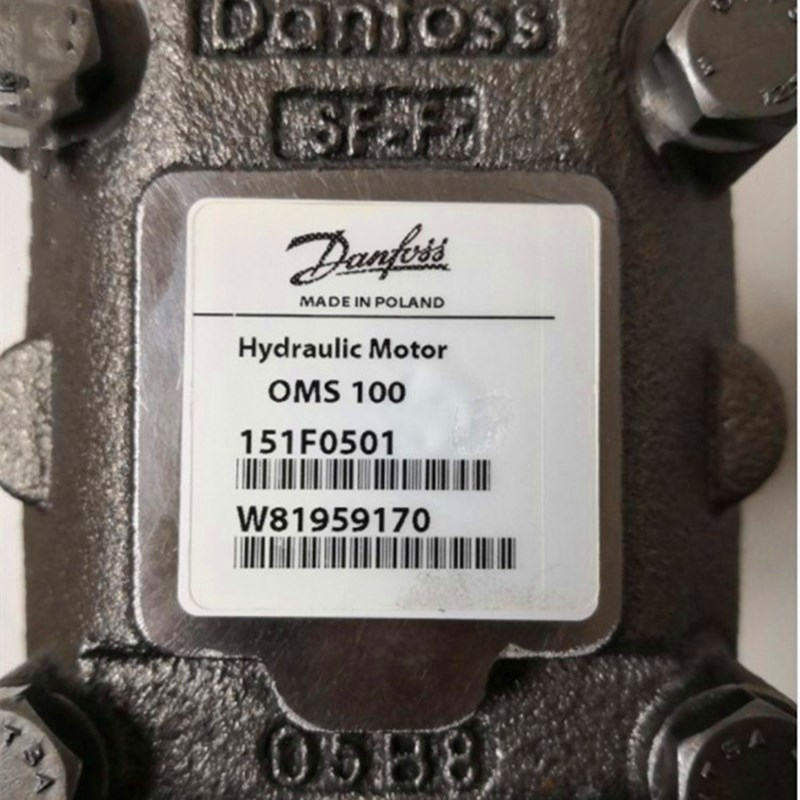 Danfoss
Danfoss
MADE IN POLAND
Hydraulic Motor
OMS 100
151F0501
W81959170